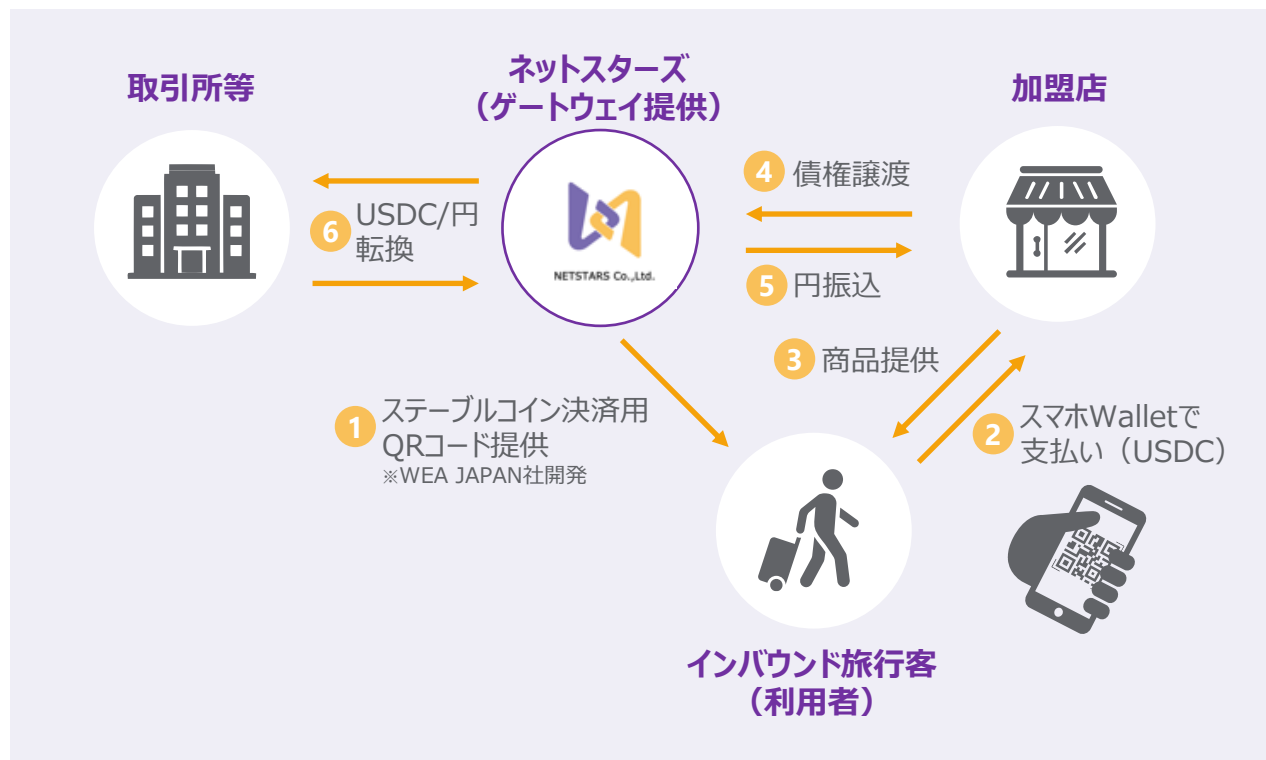 取引所等
ネットスターズ
（ゲートウェイ提供）
加盟店
NETSTARS Co.,Ltd.
4 債権譲渡
6 USDC/円
転換
5 円振込
3 商品提供
1 ステーブルコイン決済用
QRコード提供
※WEA JAPAN社開発
2 スマホWalletで
支払い（USDC）
インバウンド旅行客
（利用者）